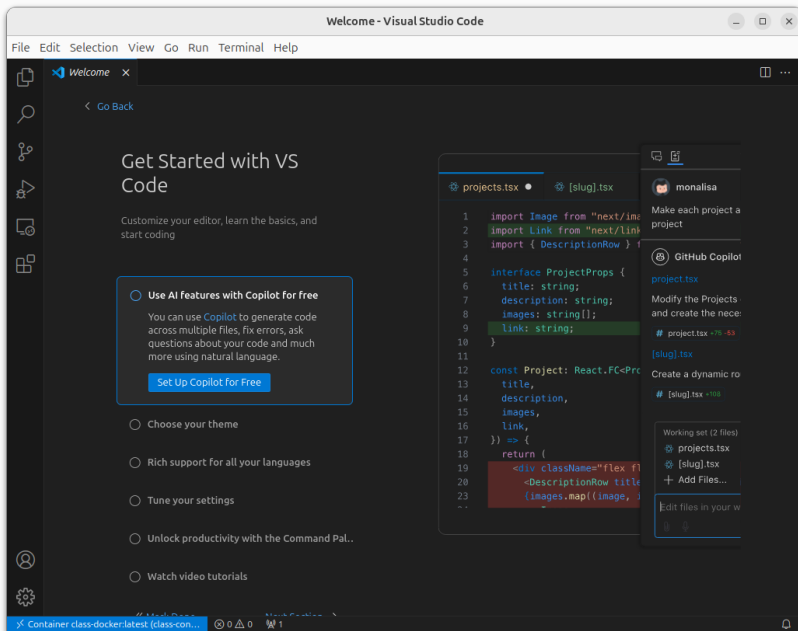 Welcome - Visual Studio Code
File Edit Selection View Go Run Terminal Help
Welcome
Go Back
Get Started with VS
Code
Customize your editor, learn the basics, and
start coding
Use AI features with Copilot for free
You can use Copilot to generate code
across multiple files, fix errors, ask
questions about your code and much
more using natural language.
Set Up Copilot for Free
Choose your theme
Rich support for all your languages
Tune your settings
Unlock productivity with the Command Pal..
Watch video tutorials
Mark Done
Next Section
projects.tsx [slug].tsx
1 import Image from "next/ima
2 import Link from "next/link
3 import { DescriptionRow }
4
5 interface ProjectProps {
6 title: string;
7 description: string;
8 images: string[];
9 link: string;
10 }
11
12 const Project: React.FC<Pro
13 title,
14 description,
15 images,
16 link,
17 }) => {
18 return (
19 <div className="flex fl
20 <DescriptionRow title
23 {images.map((image, i
monalisa
Make each project a
project
GitHub Copilot
project.tsx
Modify the Projects
and create the neces
# project.tsx +75 -63
[slug].tsx
Create a dynamic ro
# [slug].tsx +103
Working set (2 files)
projects.tsx
[slug].tsx
+ Add Files...
Edit files in your w
Container class-docker:latest (class-con... 0 0 1